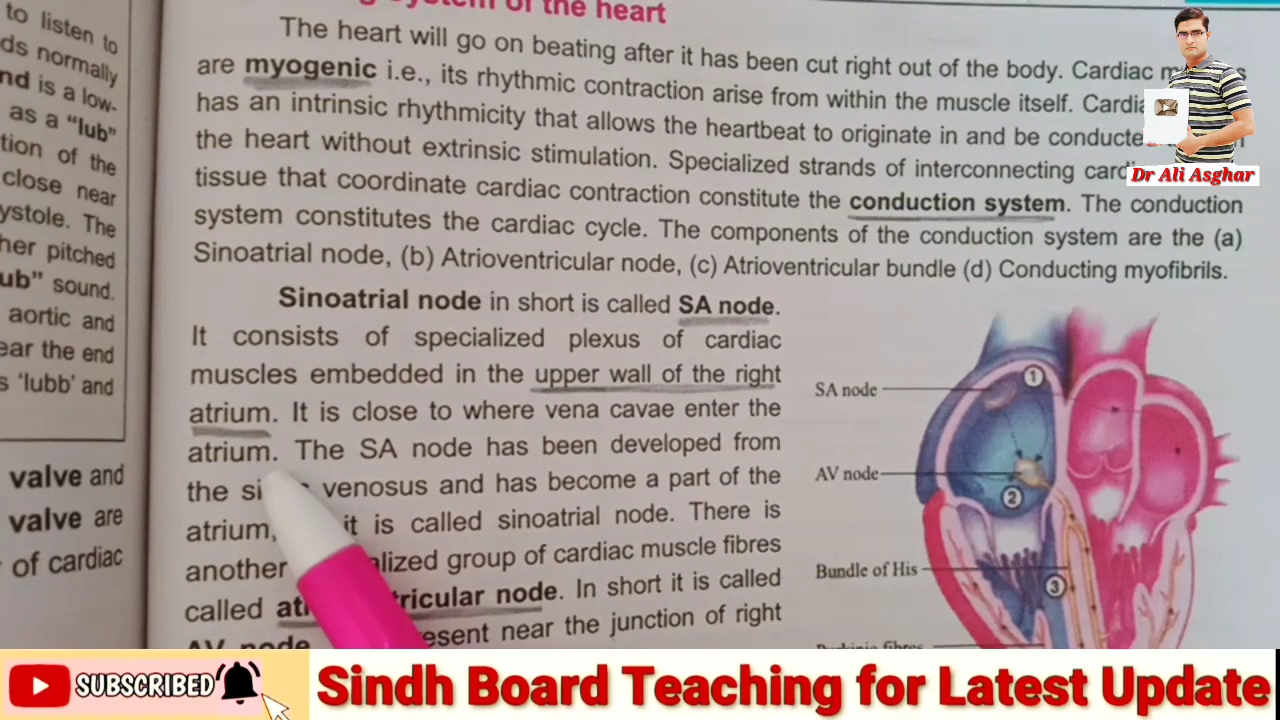 to listen to
ds normally
nd is a low-
as a “lub”
tion of the
close near
ystole. The
her pitched
ub” sound.
aortic and
ear the end
s ‘lubb’ and
valve and
valve are
of cardiac
system of the heart
The heart will go on beating after it has been cut right out of the body. Cardiac
are myogenic i.e., its rhythmic contraction arise from within the muscle itself. Cardia
has an intrinsic rhythmicity that allows the heartbeat to originate in and be conducte
the heart without extrinsic stimulation. Specialized strands of interconnecting card
tissue that coordinate cardiac contraction constitute the conduction system. The conduction
system constitutes the cardiac cycle. The components of the conduction system are the (a)
Sinoatrial node, (b) Atrioventricular node, (c) Atrioventricular bundle (d) Conducting myofibrils.
Sinoatrial node in short is called SA node.
It consists of specialized plexus of cardiac
muscles embedded in the upper wall of the right
atrium. It is close to where vena cavae enter the
atrium. The SA node has been developed from
the si venosus and has become a part of the
atrium, it is called sinoatrial node. There is
another alized group of cardiac muscle fibres
called at ricular node. In short it is called
AV node esent near the junction of right
SA node
AV node
Bundle of His
1
2
3
Dr Ali Asghar
SUBSCRIBED
Sindh Board Teaching for Latest Update